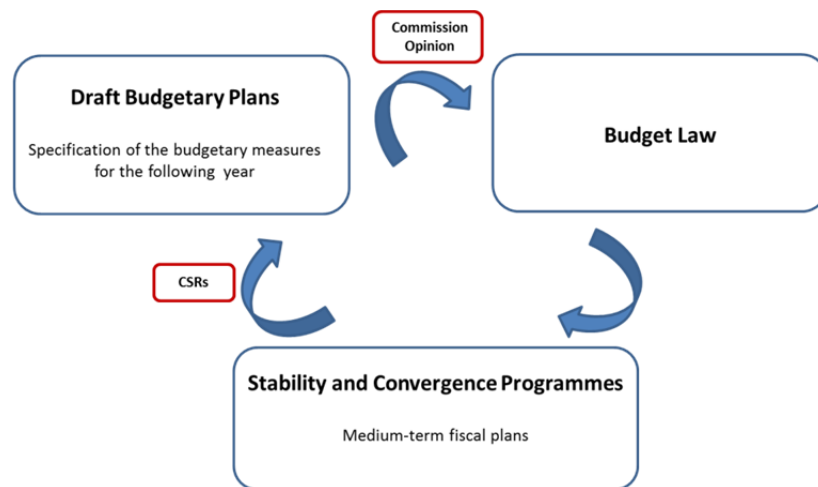 Commission
Opinion
Draft Budgetary Plans
Specification of the budgetary measures
for the following year
Budget Law
CSRs
Stability and Convergence Programmes
Medium-term fiscal plans